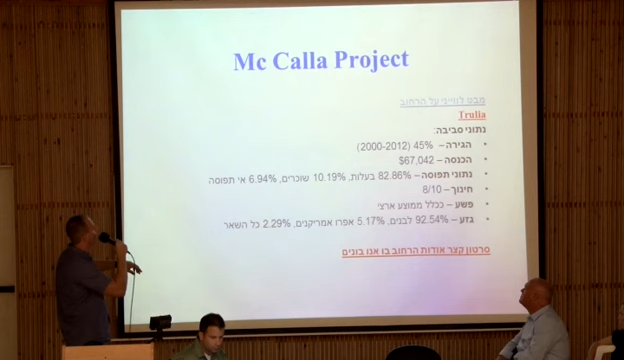 Mc Calla Project
מבט לווייני על הרחוב
Trulia
נתוני סביבה:
• הגירה – 45% (2000-2012)
• הכנסה – $67,042
• נתוני תפוסה – 82.86% בעלות, 10.19% שוכרים, 6.94% אי תפוסה
• חינוך – 8/10
• פשע – ככלל ממוצע ארצי
• גזע – 92.54% לבנים, 5.17% אפרו אמריקנים, 2.29% כל השאר
סרטון קצר אודות הרחוב בו אנו בונים